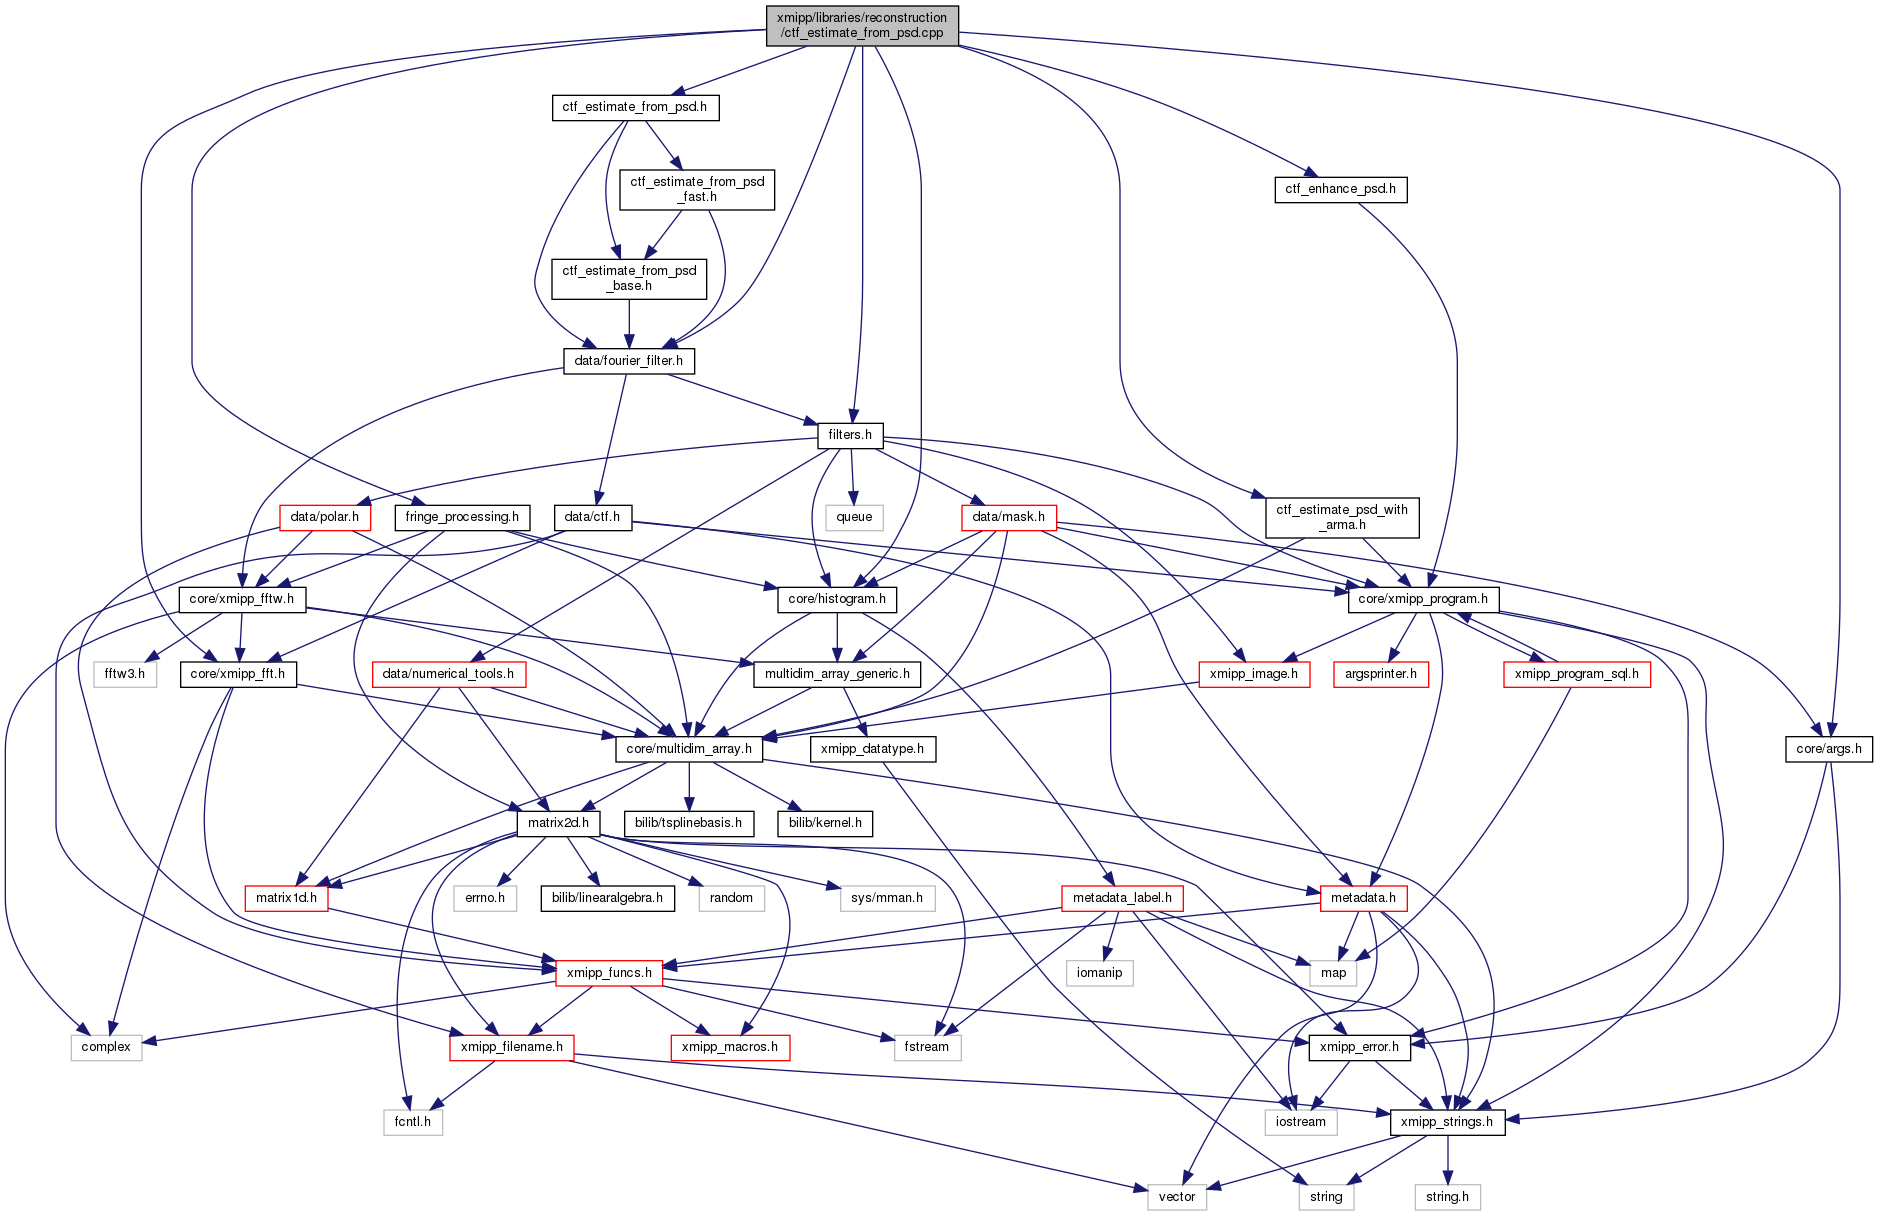 xmipp/libraries/reconstruction
/ctf_estimate_from_psd.cpp
ctf_estimate_from_psd.h
ctf_estimate_from_psd
_fast.h
ctf_enhance_psd.h
ctf_estimate_from_psd
_base.h
data/fourier_filter.h
filters.h
data/polar.h
fringe_processing.h
data/ctf.h
queue
data/mask.h
ctf_estimate_psd_with
_arma.h
core/xmipp_fftw.h
core/histogram.h
core/xmipp_program.h
fftw3.h
core/xmipp_fft.h
data/numerical_tools.h
multidim_array_generic.h
xmipp_image.h
argsprinter.h
xmipp_program_sql.h
core/multidim_array.h
xmipp_datatype.h
core/args.h
matrix2d.h
bilib/tsplinebasis.h
bilib/kernel.h
matrix1d.h
errno.h
bilib/linearalgebra.h
random
sys/mman.h
metadata_label.h
metadata.h
xmipp_funcs.h
iomanip
map
complex
xmipp_filename.h
xmipp_macros.h
fstream
xmipp_error.h
fcntl.h
iostream
xmipp_strings.h
vector
string
string.h